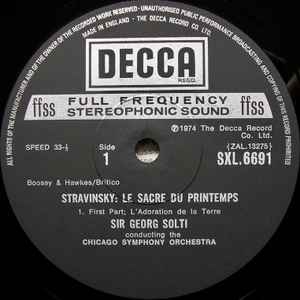 ALL RIGHTS OF THE MANUFACTURER AND OF THE OWNER OF THE RECORDED WORK RESERVED • UNAUTHORISED PUBLIC PERFORMANCE BROADCASTING AND COPYING OF THIS RECORD PROHIBITED
MADE IN ENGLAND • THE DECCA RECORD CO LTD.
DECCA
REGD.
ffss
FULL FREQUENCY
STEREOPHONIC SOUND
ffss
SPEED 33-⅓
Side
1
℗1974 The Decca Record
Co. Ltd.
(ZAL.13275)
SXL.6691
Boosey & Hawkes/Britico
STRAVINSKY: LE SACRE DU PRINTEMPS
1. First Part; L'Adoration de la Terre
SIR GEORG SOLTI
conducting the
CHICAGO SYMPHONY ORCHESTRA